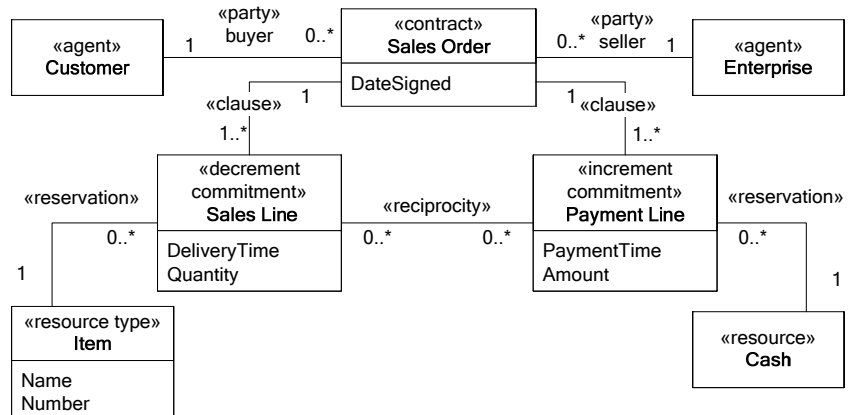 «party»
buyer
1
0..*
«contract»
Sales Order
DateSigned
«party»
seller
0..*
1
«agent»
Customer
«agent»
Enterprise
«clause»
1
1..*
1
«clause»
1..*
«decrement
commitment»
Sales Line
DeliveryTime
Quantity
«reciprocity»
0..*
0..*
«increment
commitment»
Payment Line
PaymentTime
Amount
«reservation»
0..*
1
«reservation»
0..*
1
«resource type»
Item
Name
Number
«resource»
Cash